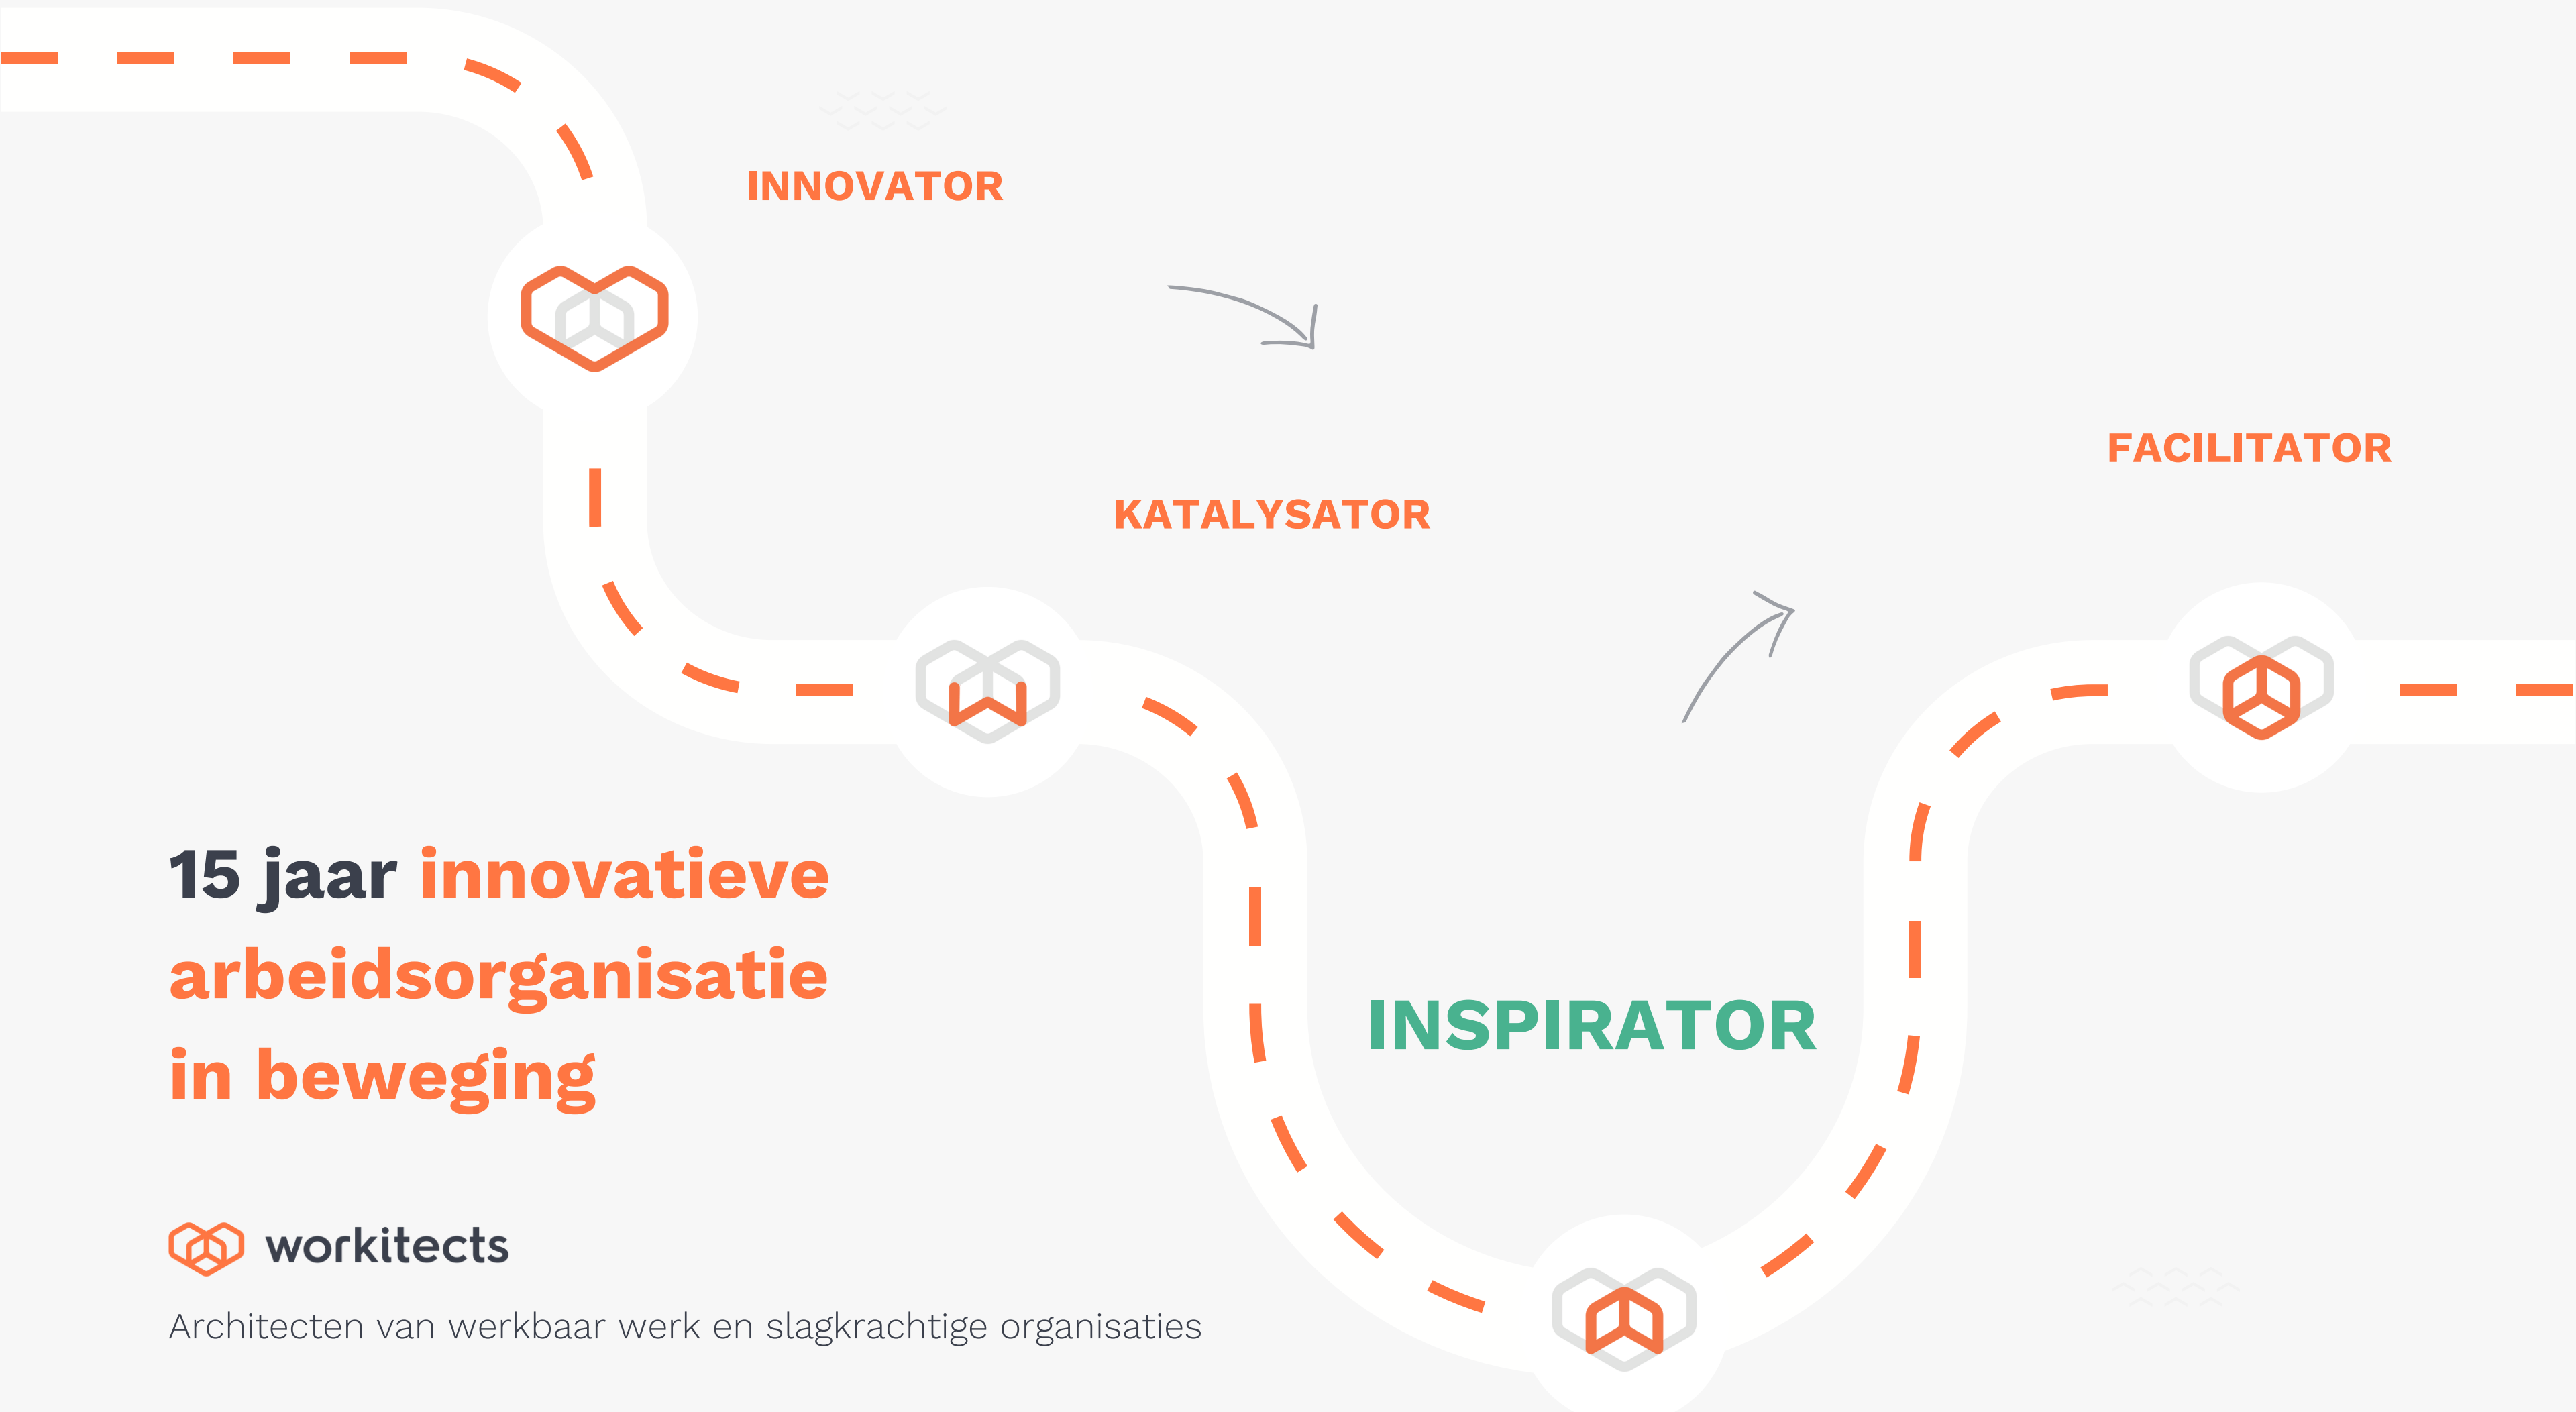 INNOVATOR
KATALYSATOR
FACILITATOR
INSPIRATOR
15 jaar innovatieve
arbeidsorganisatie
in beweging
workitects
Architecten van werkbaar werk en slagkrachtige organisaties